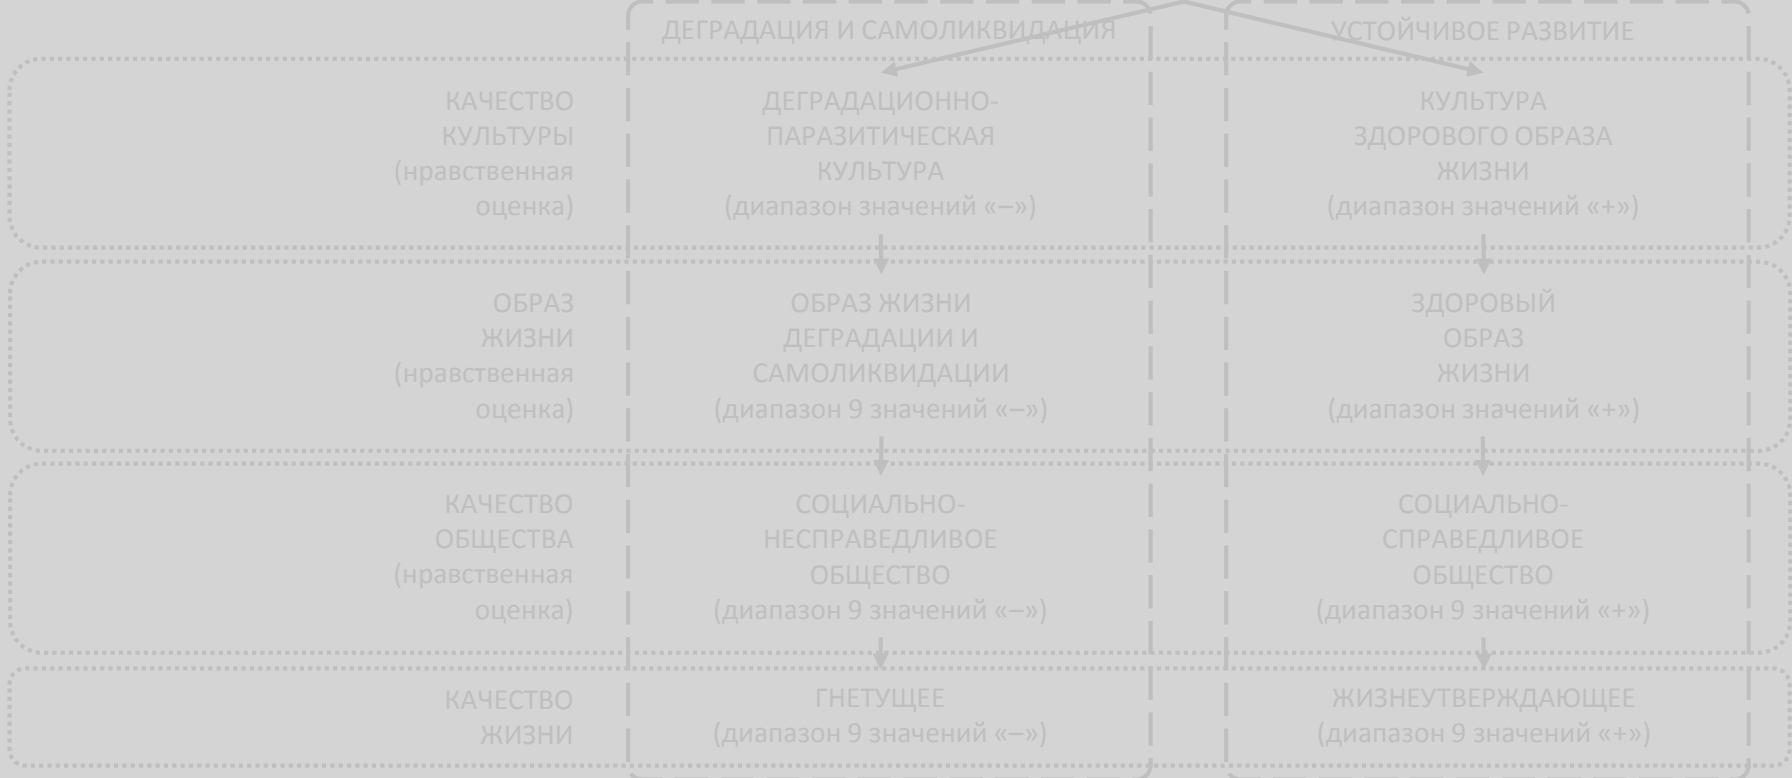 ДЕГРАДАЦИЯ И САМОЛИКВИДАЦИЯ
УСТОЙЧИВОЕ РАЗВИТИЕ
КАЧЕСТВО
КУЛЬТУРЫ
(нравственная
оценка)
ДЕГРАДАЦИОННО-
ПАРАЗИТИЧЕСКАЯ
КУЛЬТУРА
(диапазон значений «–»)
КУЛЬТУРА
ЗДОРОВОГО ОБРАЗА
ЖИЗНИ
(диапазон значений «+»)
ОБРАЗ
ЖИЗНИ
(нравственная
оценка)
ОБРАЗ ЖИЗНИ
ДЕГРАДАЦИИ И
САМОЛИКВИДАЦИИ
(диапазон 9 значений «–»)
ЗДОРОВЫЙ
ОБРАЗ
ЖИЗНИ
(диапазон значений «+»)
КАЧЕСТВО
ОБЩЕСТВА
(нравственная
оценка)
СОЦИАЛЬНО-
НЕСПРАВЕДЛИВОЕ
ОБЩЕСТВО
(диапазон 9 значений «–»)
СОЦИАЛЬНО-
СПРАВЕДЛИВОЕ
ОБЩЕСТВО
(диапазон 9 значений «+»)
КАЧЕСТВО
ЖИЗНИ
ГНЕТУЩЕЕ
(диапазон 9 значений «–»)
ЖИЗНЕУТВЕРЖДАЮЩЕЕ
(диапазон 9 значений «+»)